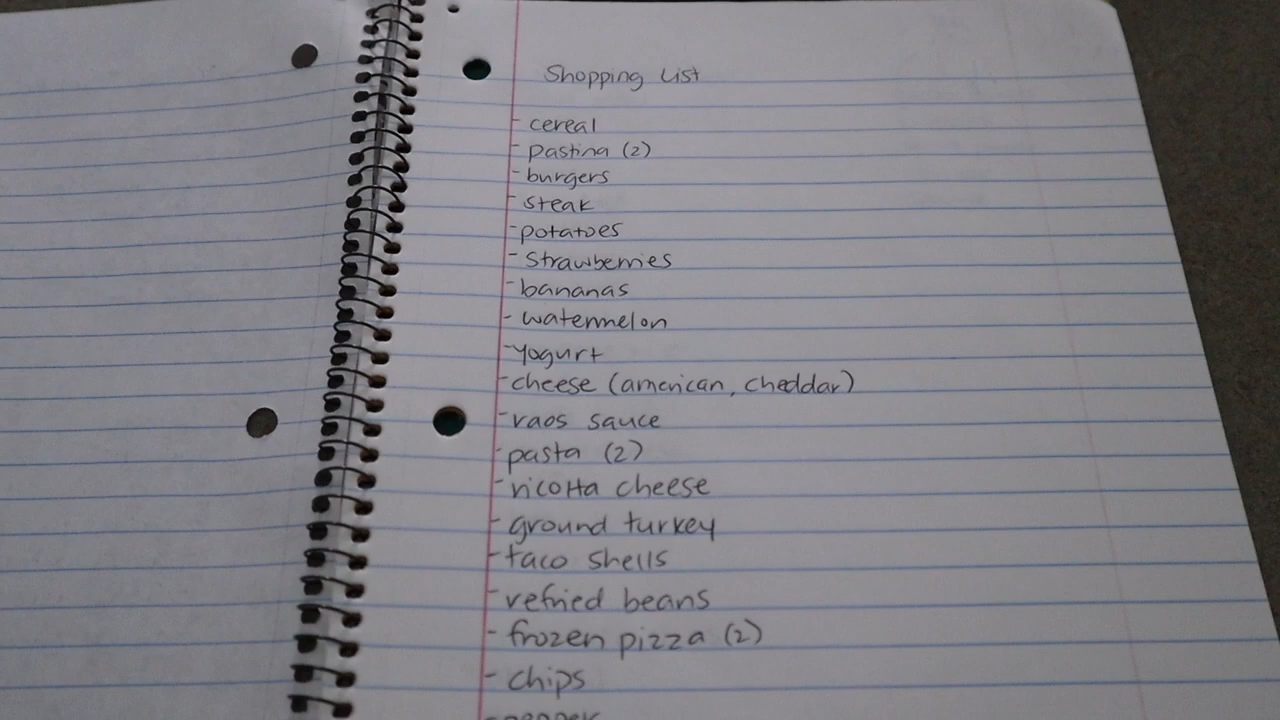 Shopping List
- cereal
- pastina (2)
- burgers
- steak
- potatoes
- strawberries
- bananas
- watermelon
- yogurt
- cheese (american, cheddar)
- raos sauce
- pasta (2)
- ricotta cheese
- ground turkey
- taco shells
- refried beans
- frozen pizza (2)
- chips